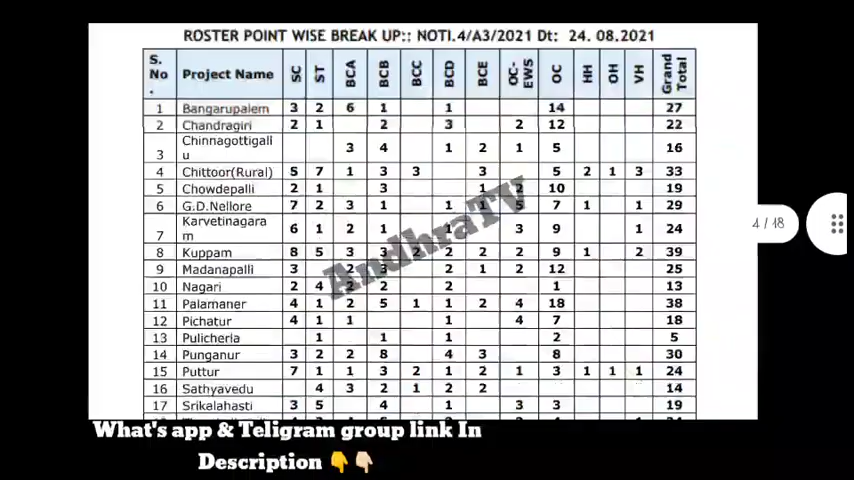 ROSTER POINT WISE BREAK UP:: NOTI.4/A3/2021 Dt: 24. 08.2021
S. No . Project Name SC ST BCA BCB BCC BCD BCE OC-EWS OC HH OH VH Grand Total
1 Bangarupalem 3 2 6 1 1 14 27
2 Chandragiri 2 1 2 3 2 12 22
3 Chinnagottigall
u 3 4 1 2 1 5 16
4 Chittoor(Rural) 5 7 1 3 3 3 5 2 1 3 33
5 Chowdepalli 2 1 3 1 2 10 19
6 G.D.Nellore 7 2 3 1 1 1 5 7 1 1 29
7 Karvetinagara
m 6 1 2 1 1 3 9 1 24
8 Kuppam 8 5 3 3 2 2 2 2 9 1 2 39
9 Madanapalli 3 2 3 2 1 2 12 25
10 Nagari 2 4 2 2 2 1 13
11 Palamaner 4 1 2 5 1 1 2 4 18 38
12 Pichatur 4 1 1 1 4 7 18
13 Pulicherla 1 1 1 2 5
14 Punganur 3 2 2 8 4 3 8 30
15 Puttur 7 1 1 3 2 1 2 1 3 1 1 1 24
16 Sathyavedu 4 3 2 1 2 2 14
17 Srikalahasti 3 5 4 1 3 3 19
AndhraTV
4 / 18
What's app & Teligram group link In
Description 👇👇🏻